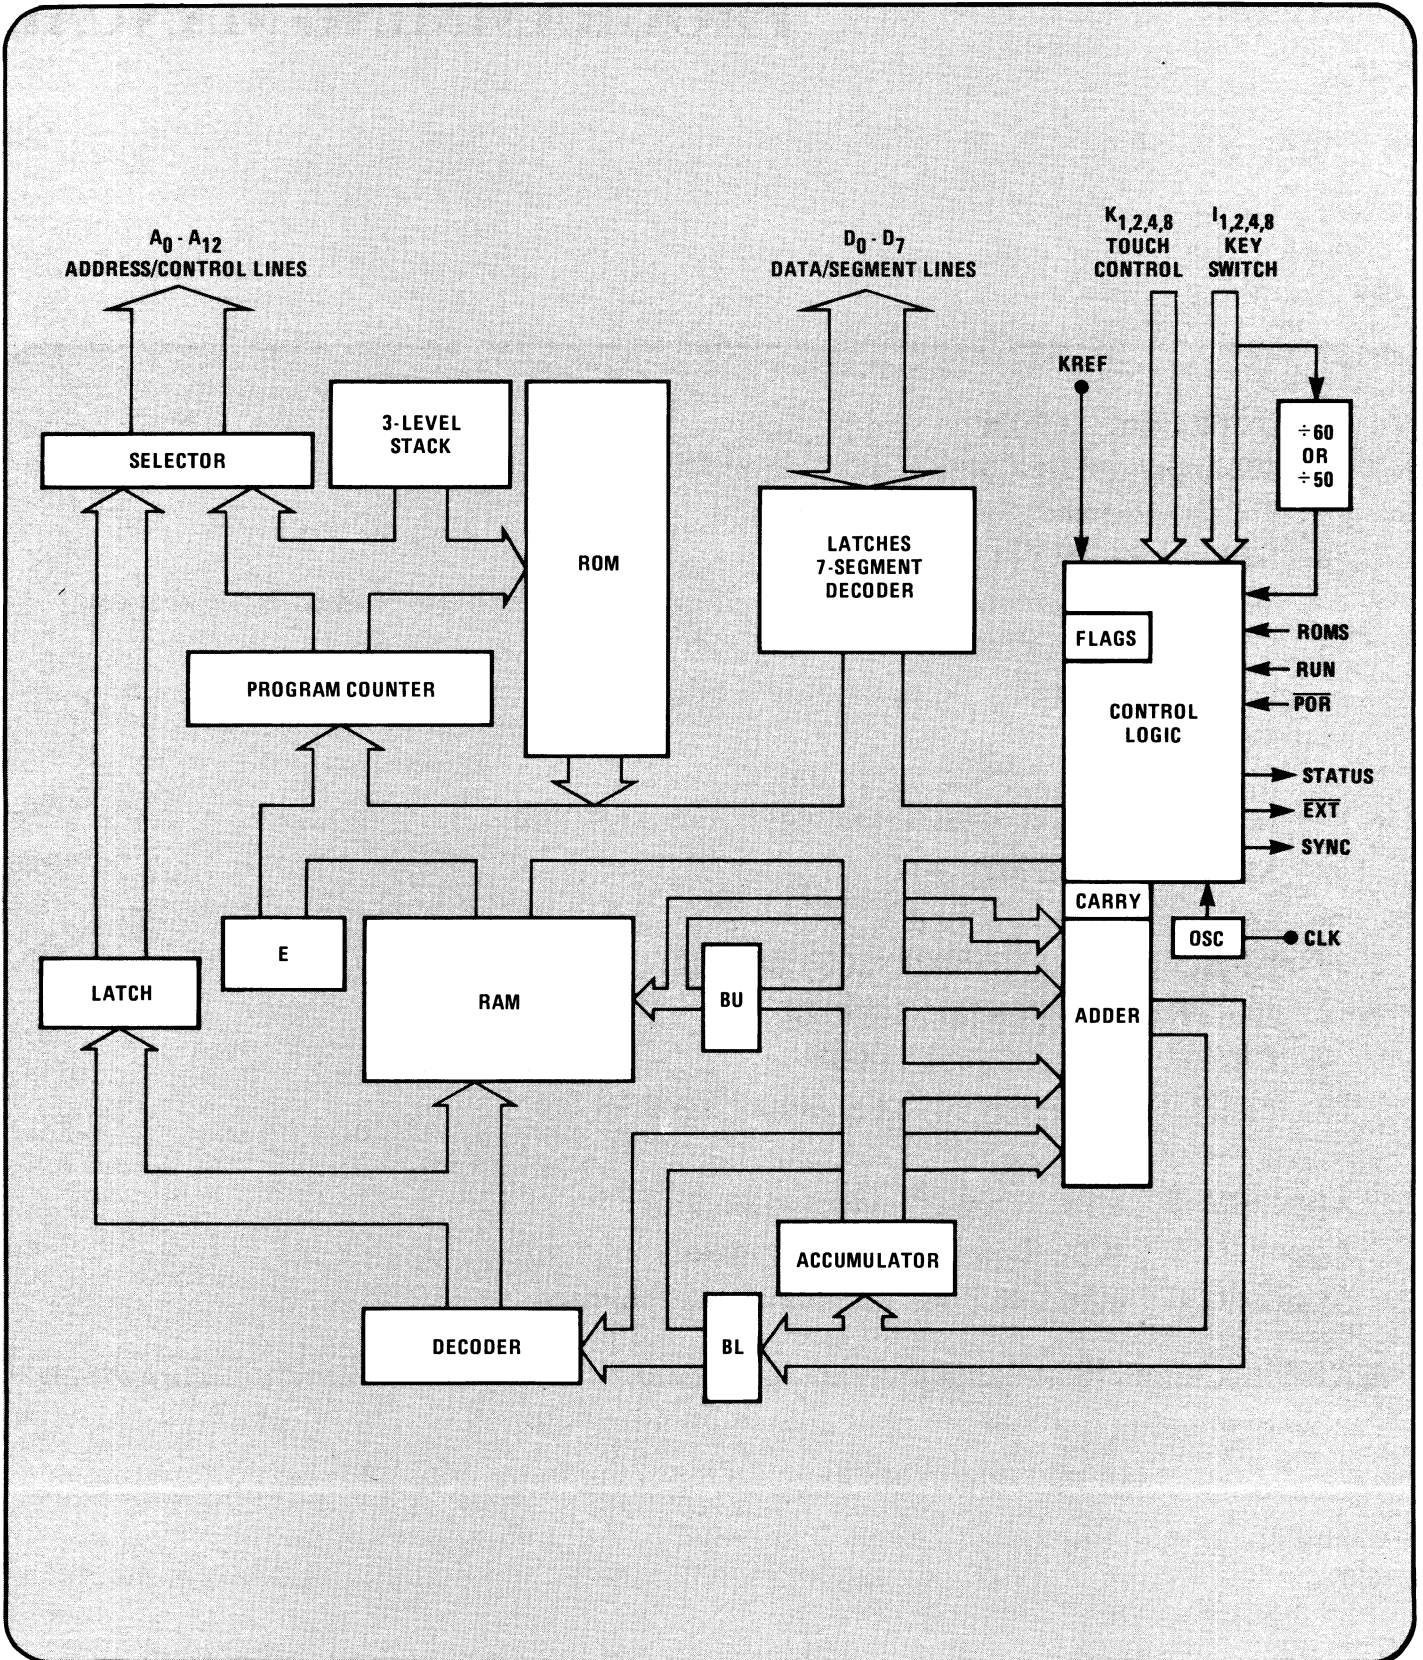 A0 - A12
ADDRESS/CONTROL LINES
D0 - D7
DATA/SEGMENT LINES
K1,2,4,8
TOUCH
CONTROL
I1,2,4,8
KEY
SWITCH
KREF
÷60
OR
÷50
3-LEVEL
STACK
SELECTOR
ROM
LATCHES
7-SEGMENT
DECODER
FLAGS
CONTROL
LOGIC
ROMS
RUN
P̅O̅R̅
STATUS
E̅X̅T̅
SYNC
PROGRAM COUNTER
CARRY
OSC
CLK
E
LATCH
RAM
BU
ADDER
ACCUMULATOR
DECODER
BL